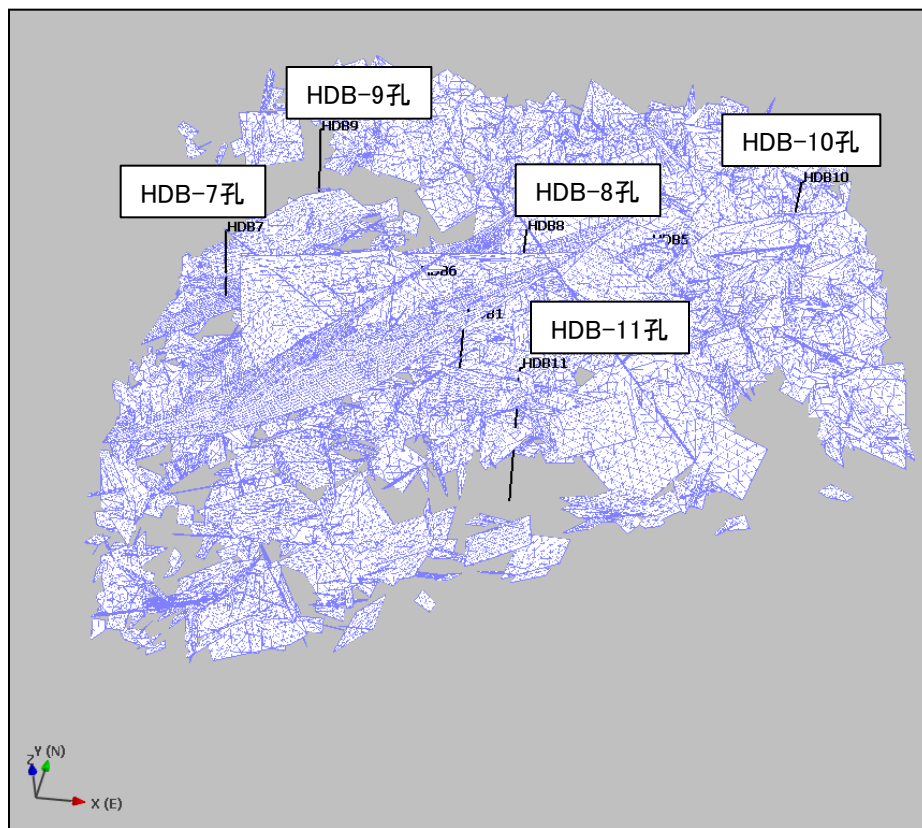 HDB-9孔
HDB9
HDB-10孔
HDB10
HDB-7孔
HDB7
HDB-8孔
HDB8
HDB-11孔
HDB11
Z
Y (N)
X (E)